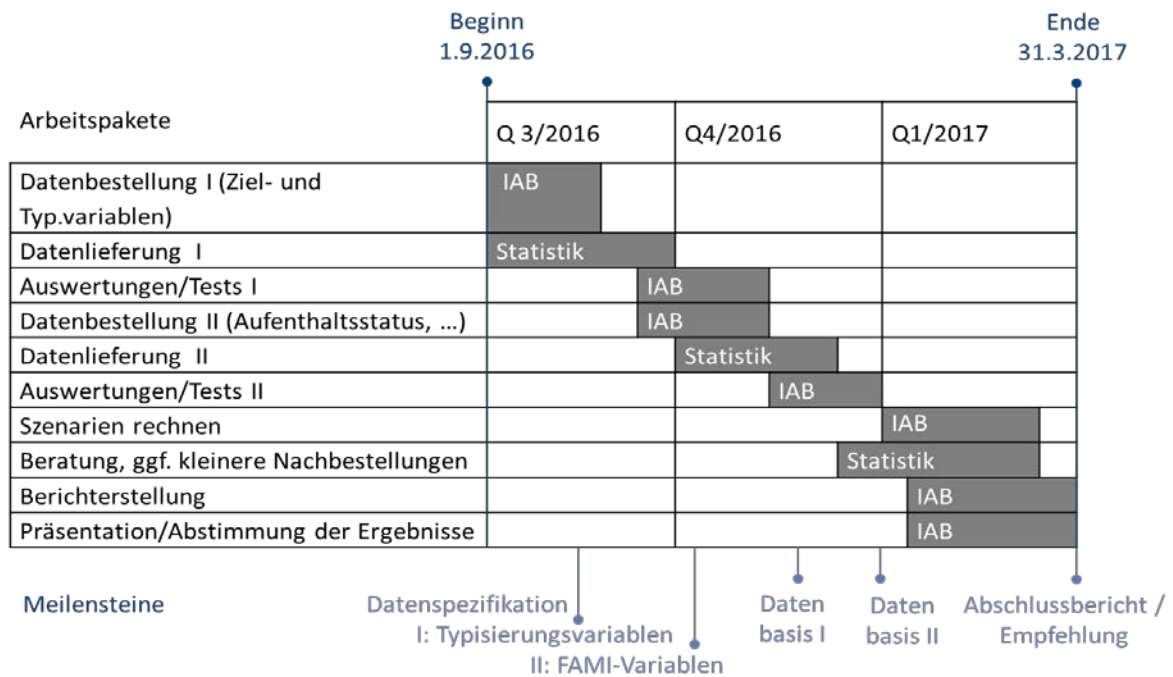 Beginn
1.9.2016
Ende
31.3.2017
Arbeitspakete
Q 3/2016
Q4/2016
Q1/2017
Datenbestellung I (Ziel- und
Typ.variablen)
IAB
Datenlieferung I
Statistik
Auswertungen/Tests I
IAB
Datenbestellung II (Aufenthaltsstatus, ...)
IAB
Datenlieferung II
Statistik
Auswertungen/Tests II
IAB
Szenarien rechnen
IAB
Beratung, ggf. kleinere Nachbestellungen
Statistik
Berichterstellung
IAB
Präsentation/Abstimmung der Ergebnisse
IAB
Meilensteine
Datenspezifikation
I: Typisierungsvariablen
II: FAMI-Variablen
Daten
basis I
Daten
basis II
Abschlussbericht /
Empfehlung